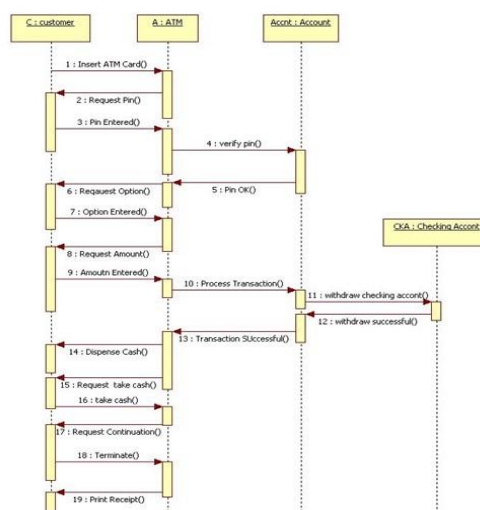 C : customer
A : ATM
Accnt : Account
1 : Insert ATM Card()
2 : Request Pin()
3 : Pin Entered()
4 : verify pin()
5 : Pin OK()
6 : Reqauest Option()
7 : Option Entered()
CKA : Checking Accont
8 : Request Amount()
9 : Amoutn Entered()
10 : Process Transaction()
11 : withdraw checking accont()
12 : withdraw successful()
13 : Transaction SUccessful()
14 : Dispense Cash()
15 : Request take cash()
16 : take cash()
17 : Request Continuation()
18 : Terminate()
19 : Print Receipt()